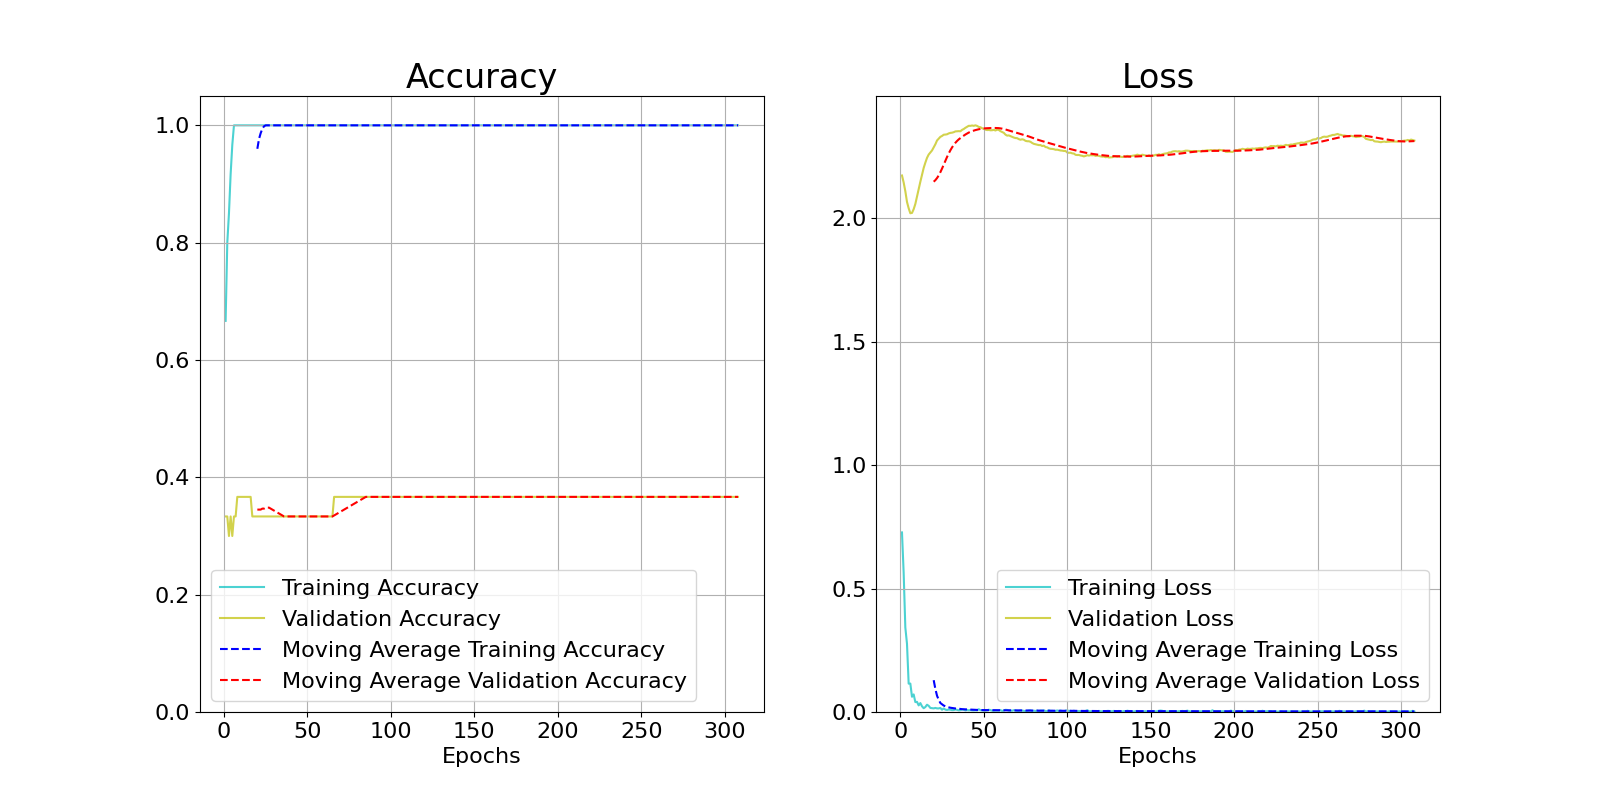 Accuracy
1.0
0.8
0.6
0.4
0.2
0.0
Training Accuracy
Validation Accuracy
Moving Average Training Accuracy
Moving Average Validation Accuracy
0 50 100 150 200 250 300
Epochs
Loss
2.0
1.5
1.0
0.5
0.0
Training Loss
Validation Loss
Moving Average Training Loss
Moving Average Validation Loss
0 50 100 150 200 250 300
Epochs